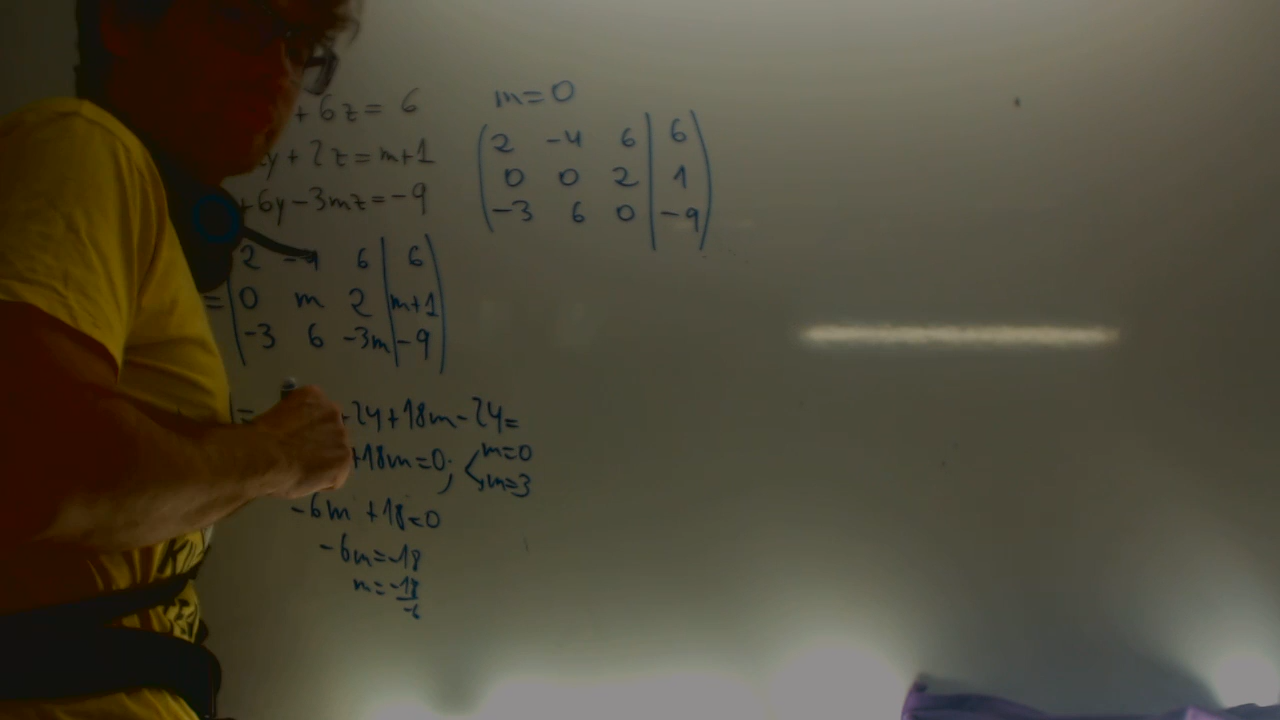 + 6z = 6
y + 2z = m+1
+6y - 3mz = -9
2 -4 6 | 6
= 0 m 2 | m+1
-3 6 -3m | -9
= 24+18m-24=
+18m=0; m=0
m=3
-6m +18=0
-6m=-18
m= -18/-6
m=0
2 -4 6 | 6
0 0 2 | 1
-3 6 0 | -9